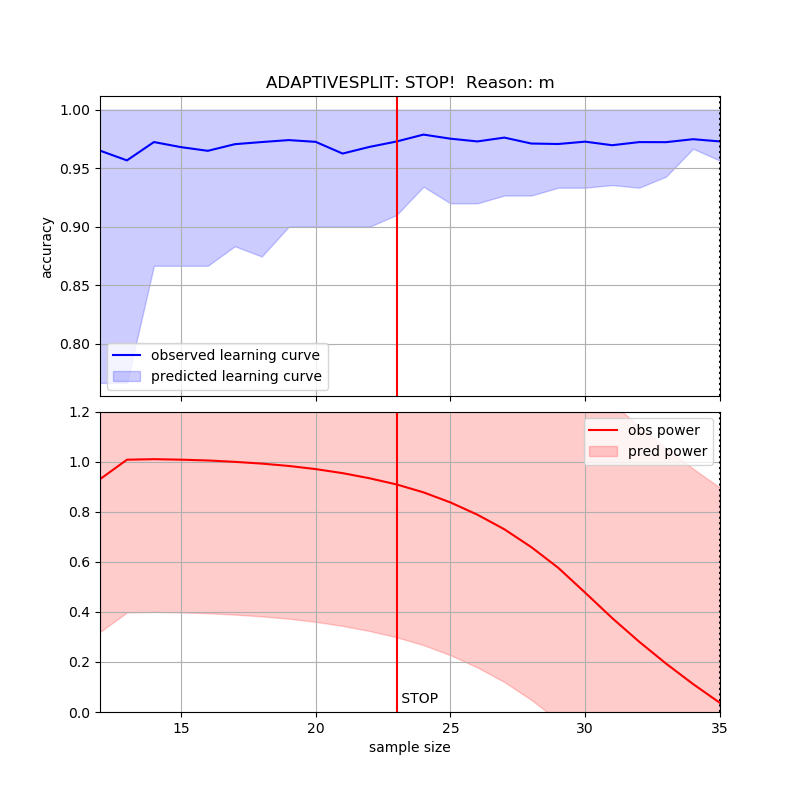 ADAPTIVESPLIT: STOP!  Reason: m
1.00
0.95
0.90
0.85
0.80
accuracy
observed learning curve
predicted learning curve
1.2
1.0
0.8
0.6
0.4
0.2
0.0
obs power
pred power
STOP
15 20 25 30 35
sample size